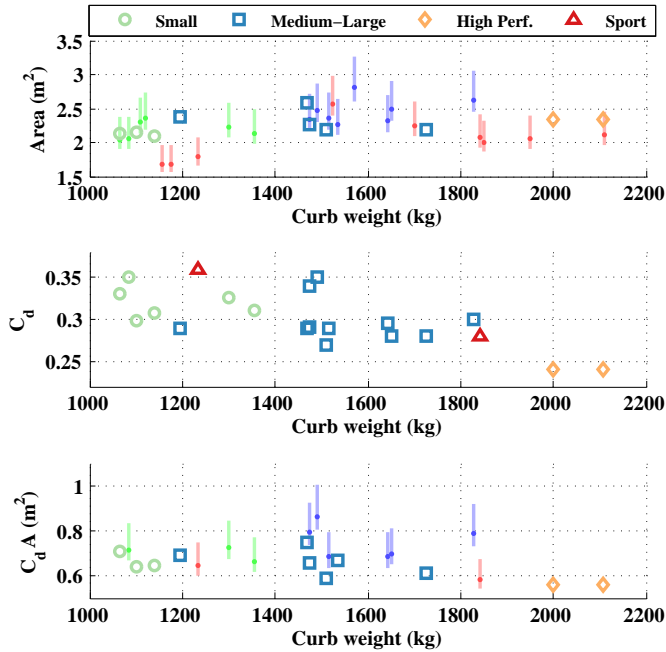 Small Medium-Large High Perf. Sport
3.5
3
2.5
2
1.5
Area (m²)
1000 1200 1400 1600 1800 2000 2200
Curb weight (kg)
0.35
0.3
0.25
C_d
1000 1200 1400 1600 1800 2000 2200
Curb weight (kg)
1
0.8
0.6
C_d A (m²)
1000 1200 1400 1600 1800 2000 2200
Curb weight (kg)